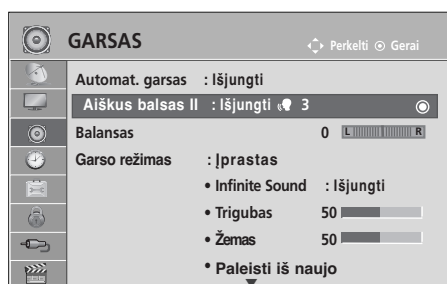 GARSAS Perkelti Gerai
Automat. garsas : Išjungti
Aiškus balsas II : Išjungti 3
Balansas 0 L R
Garso režimas : Įprastas
• Infinite Sound : Išjungti
• Trigubas 50
• Žemas 50
• Paleisti iš naujo